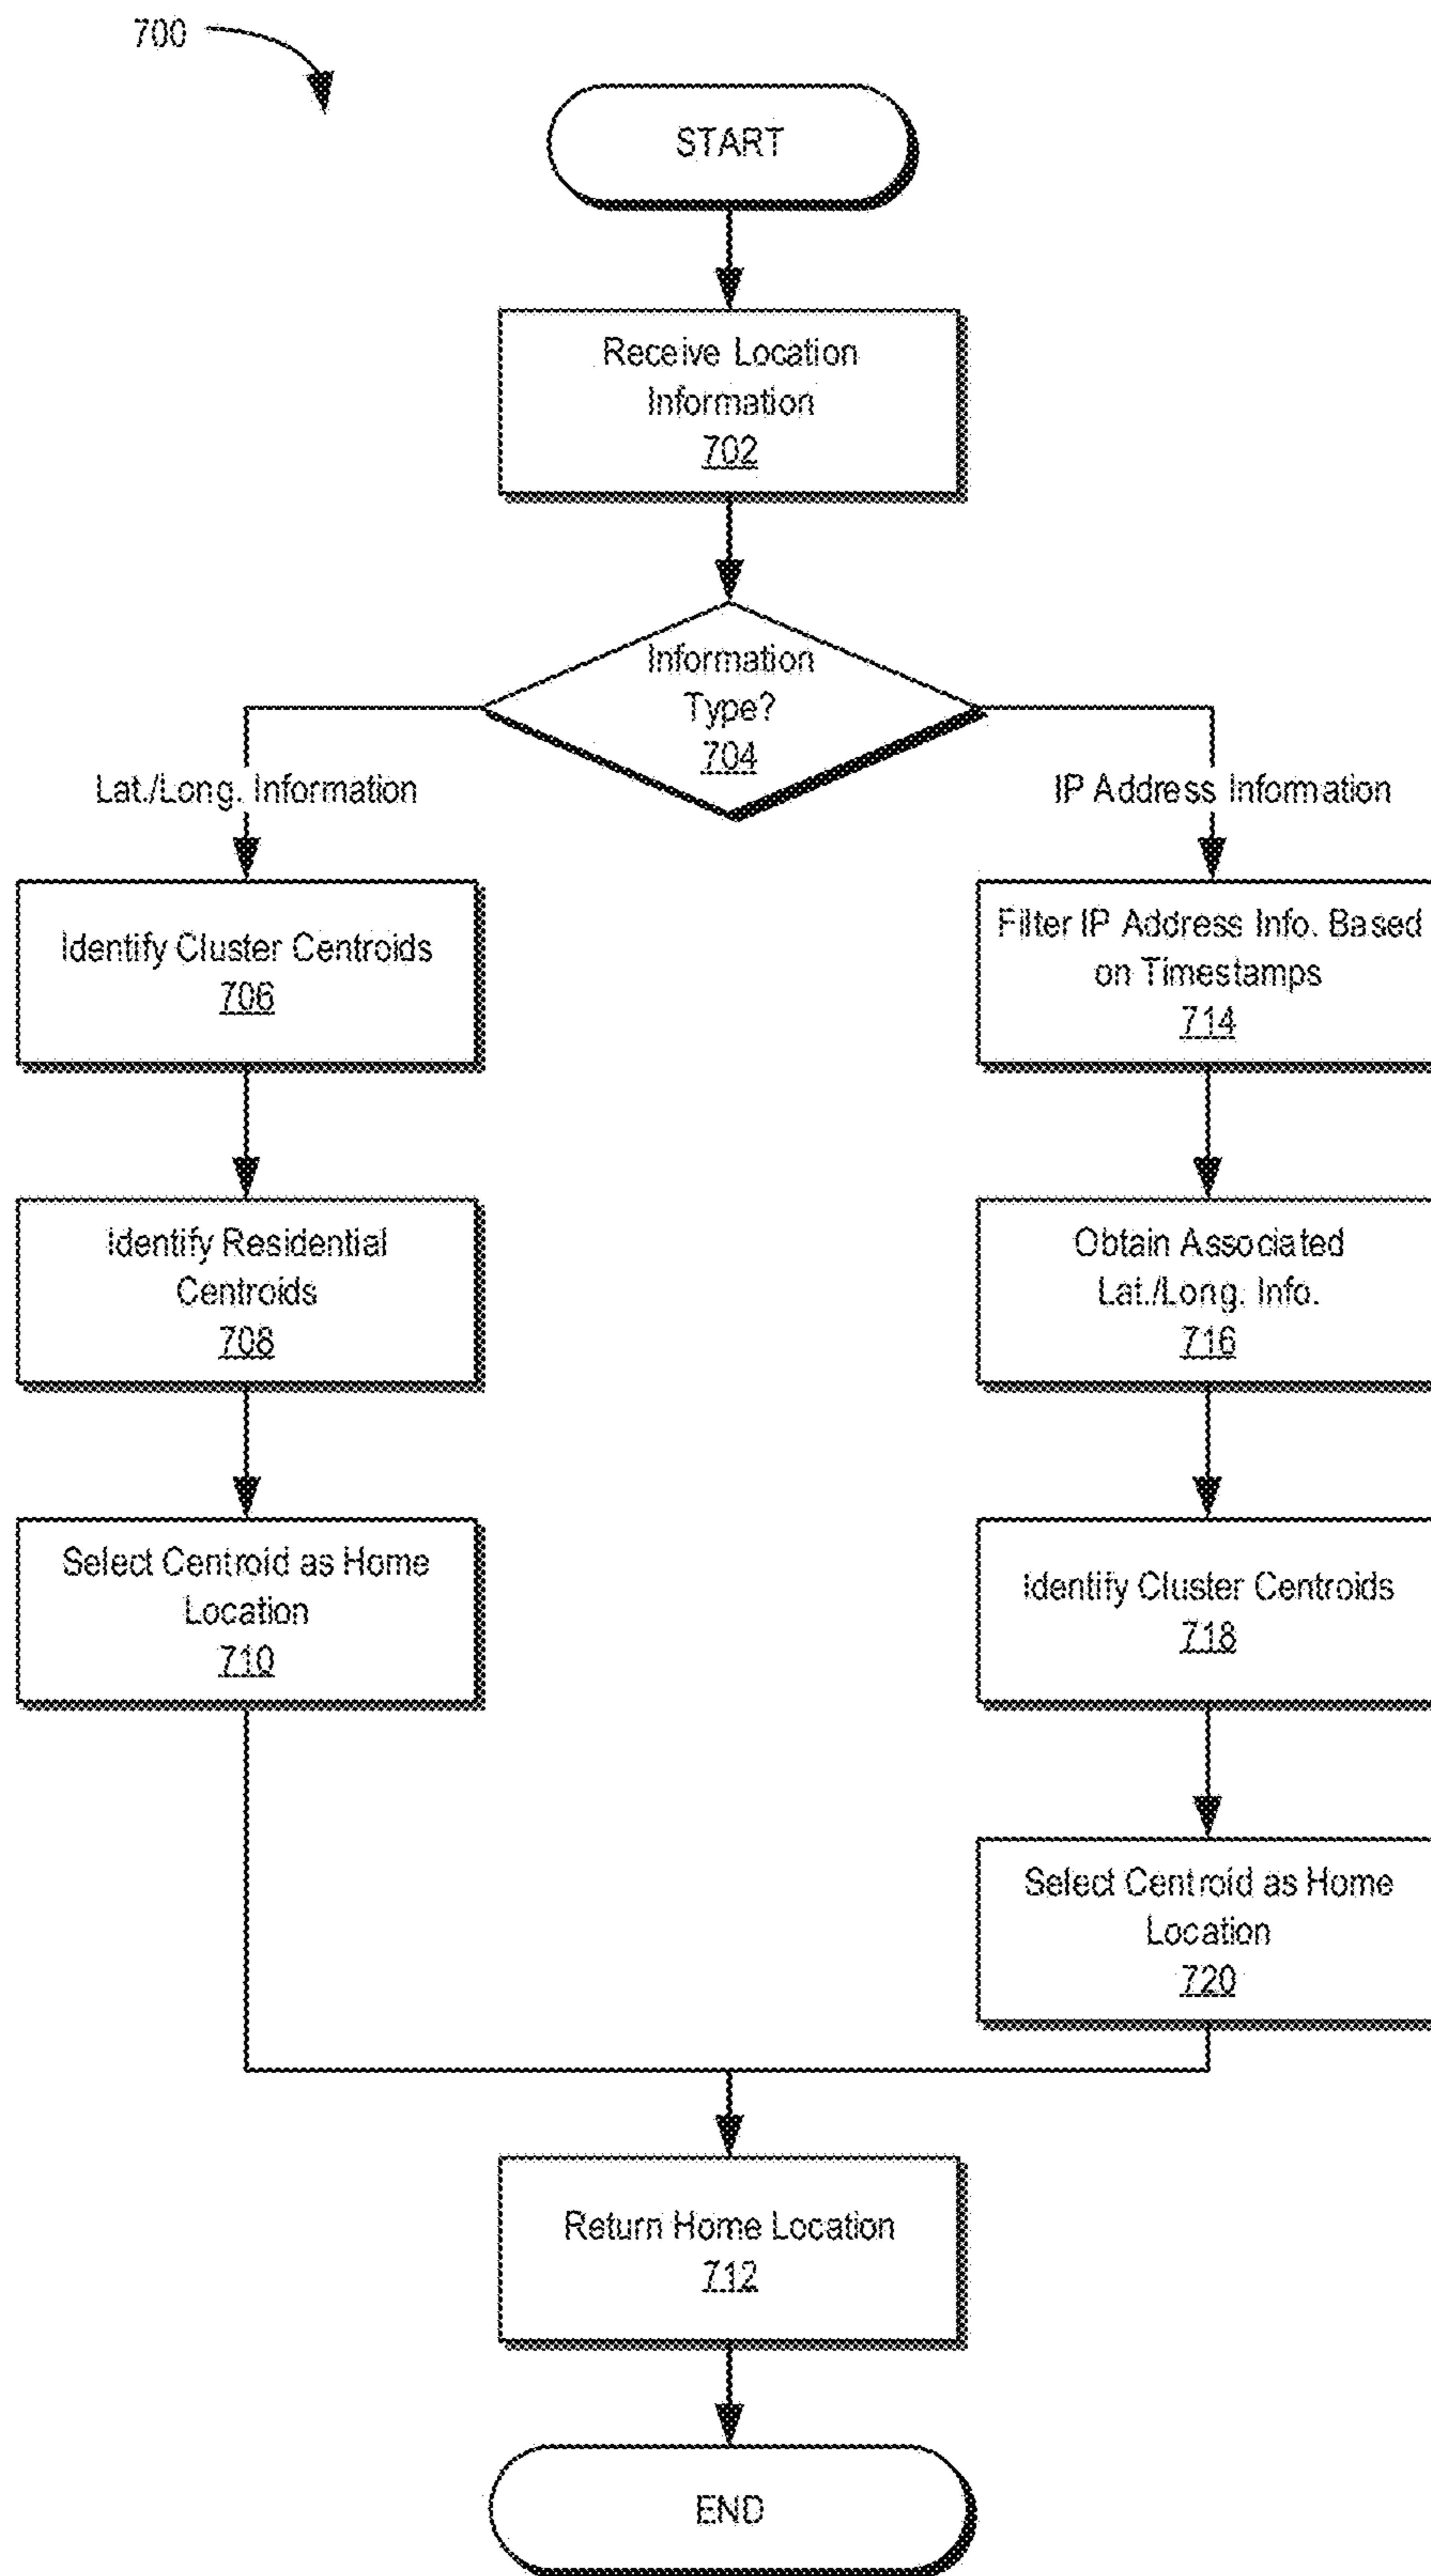 700
START
Receive Location
Information
702
Information
Type?
704
Lat./Long. Information
IP Address Information
Identify Cluster Centroids
706
Filter IP Address Info. Based
on Timestamps
714
Identify Residential
Centroids
708
Obtain Associated
Lat./Long. Info.
716
Select Centroid as Home
Location
710
Identify Cluster Centroids
718
Select Centroid as Home
Location
720
Return Home Location
712
END